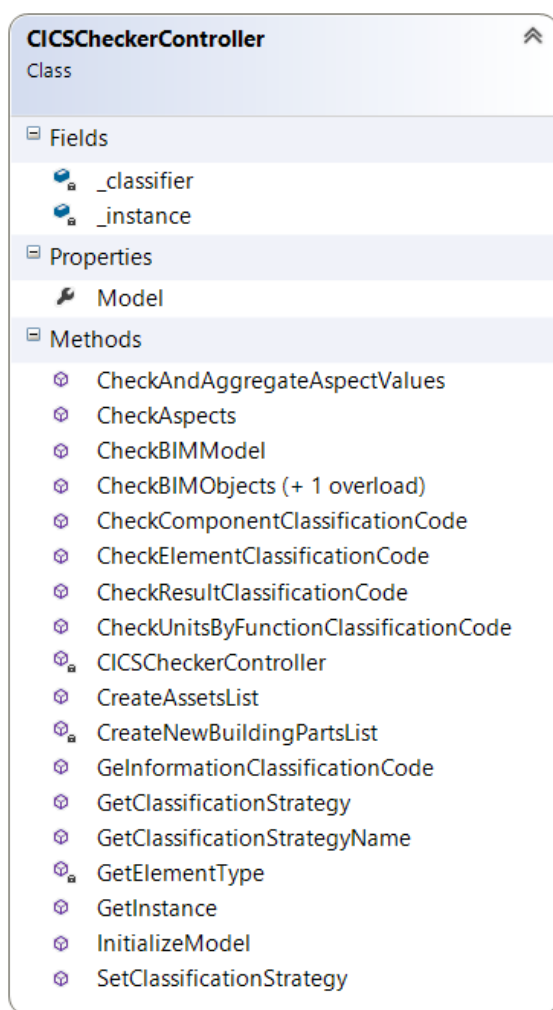 CICSCheckerController
Class
Fields
_classifier
_instance
Properties
Model
Methods
CheckAndAggregateAspectValues
CheckAspects
CheckBIMModel
CheckBIMObjects (+ 1 overload)
CheckComponentClassificationCode
CheckElementClassificationCode
CheckResultClassificationCode
CheckUnitsByFunctionClassificationCode
CICSCheckerController
CreateAssetsList
CreateNewBuildingPartsList
GeInformationClassificationCode
GetClassificationStrategy
GetClassificationStrategyName
GetElementType
GetInstance
InitializeModel
SetClassificationStrategy